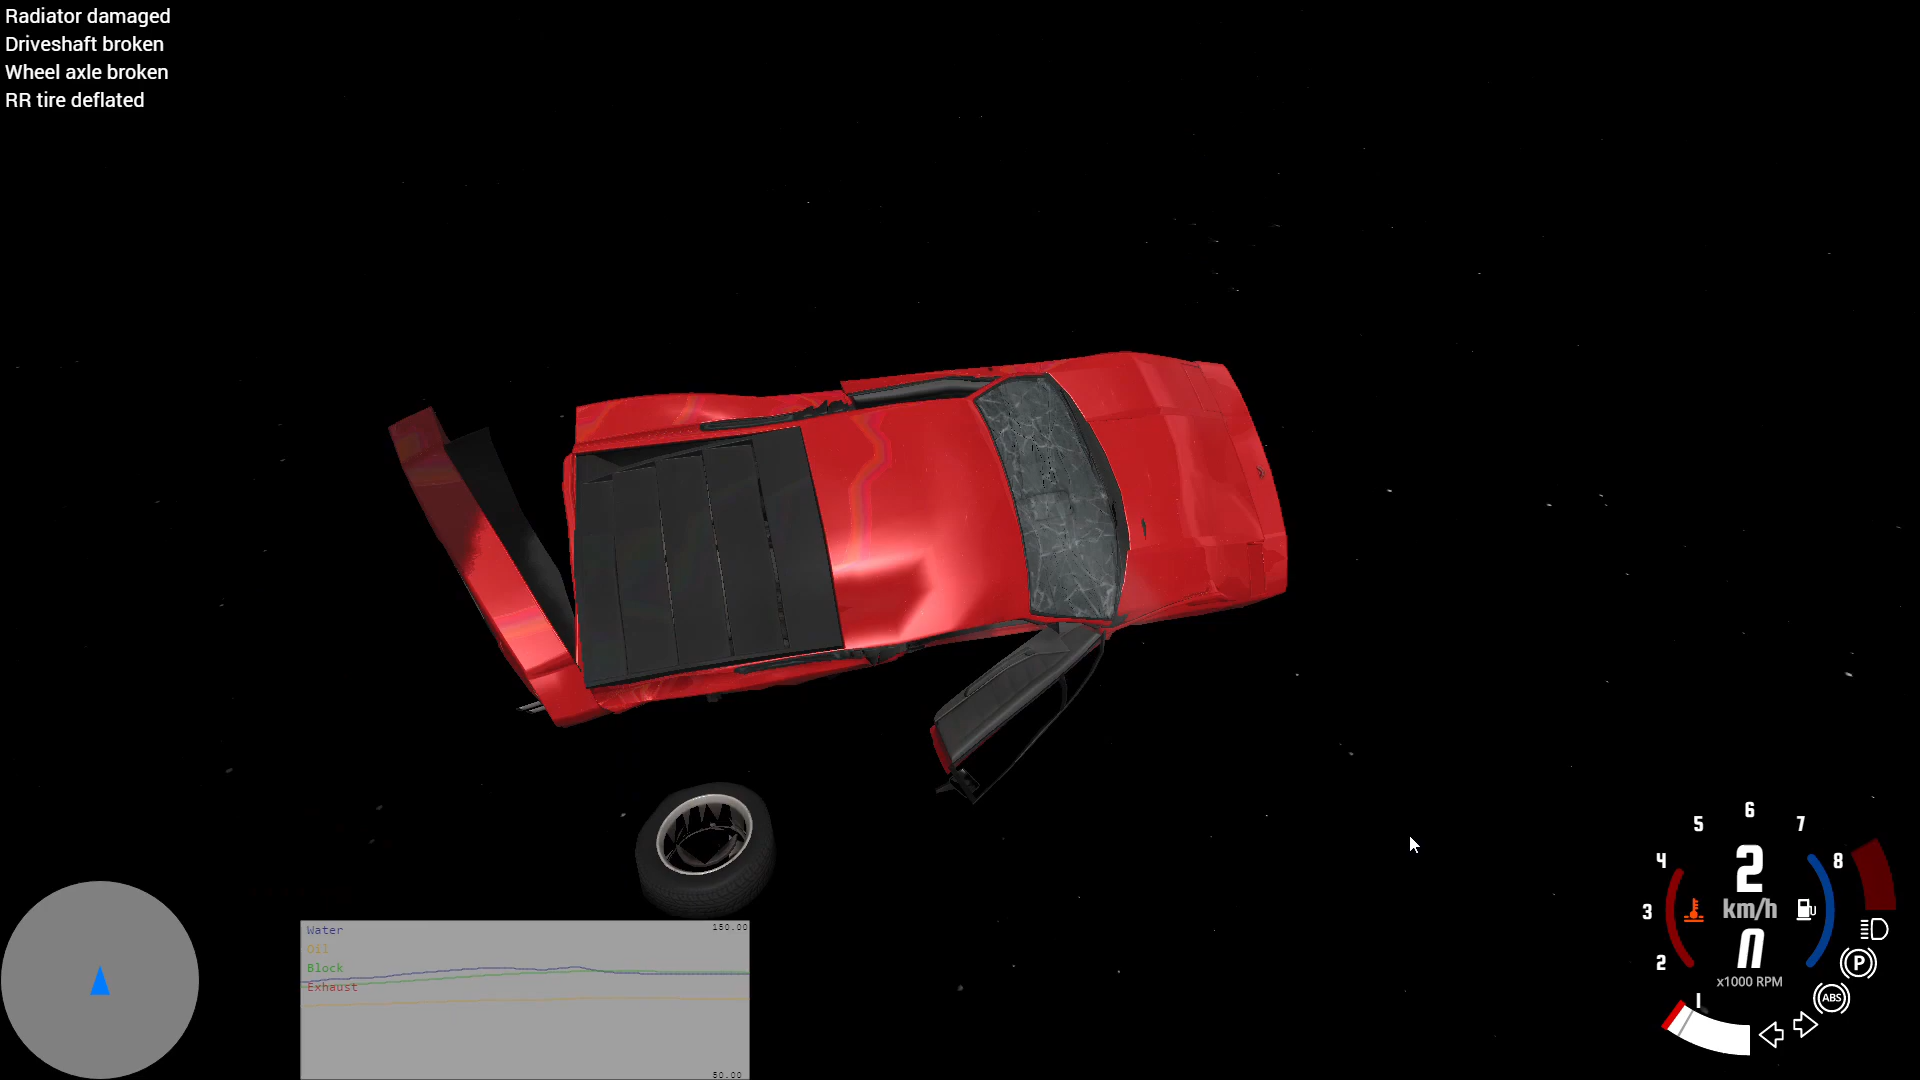 Radiator damaged
Driveshaft broken
Wheel axle broken
RR tire deflated
Water
150.00
Oil
Block
Exhaust
50.00
6
5
7
4
8
2
3
km/h
n
2
x1000 RPM
P
1
ABS